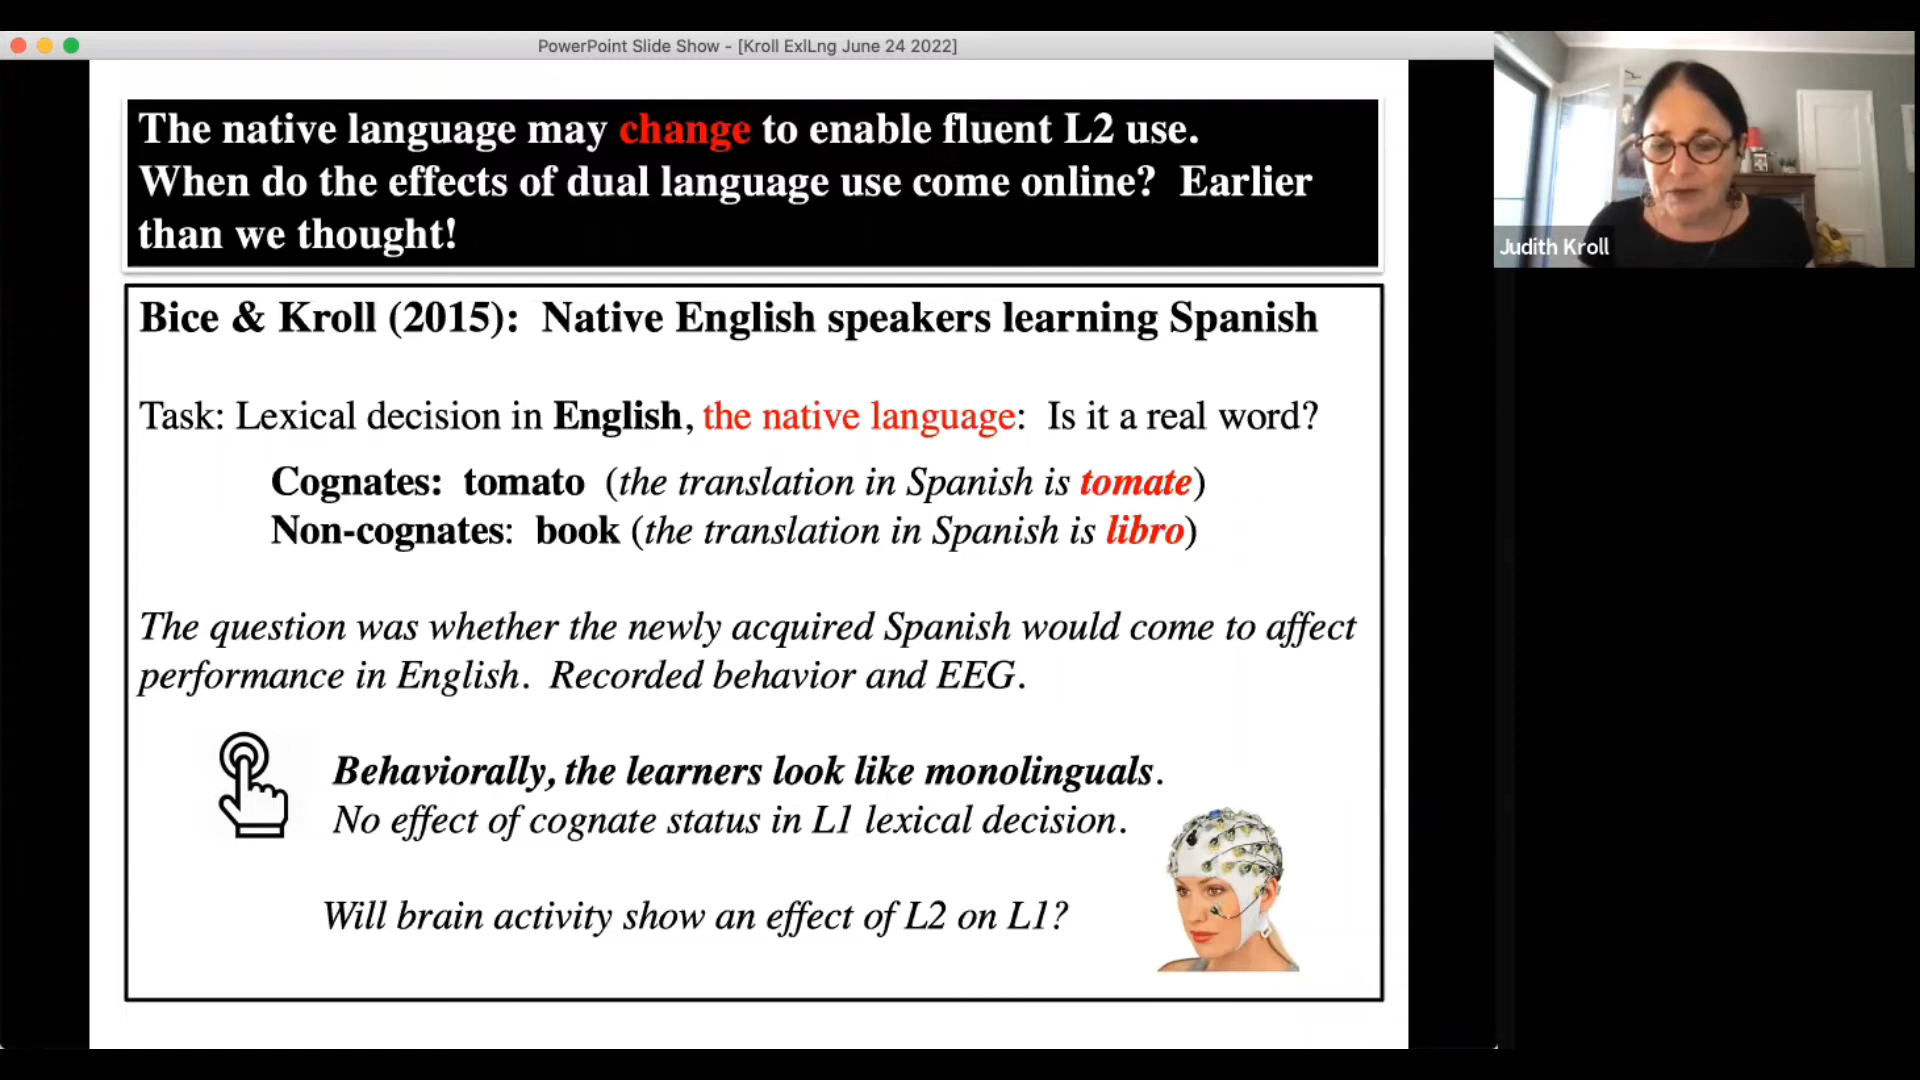 PowerPoint Slide Show - [Kroll ExlLng June 24 2022]
The native language may change to enable fluent L2 use.
When do the effects of dual language use come online?  Earlier
than we thought!
Judith Kroll
Bice & Kroll (2015):  Native English speakers learning Spanish
Task: Lexical decision in English, the native language:  Is it a real word?
Cognates:  tomato  (the translation in Spanish is tomate)
Non-cognates:  book (the translation in Spanish is libro)
The question was whether the newly acquired Spanish would come to affect
performance in English.  Recorded behavior and EEG.
Behaviorally, the learners look like monolinguals.
No effect of cognate status in L1 lexical decision.
Will brain activity show an effect of L2 on L1?